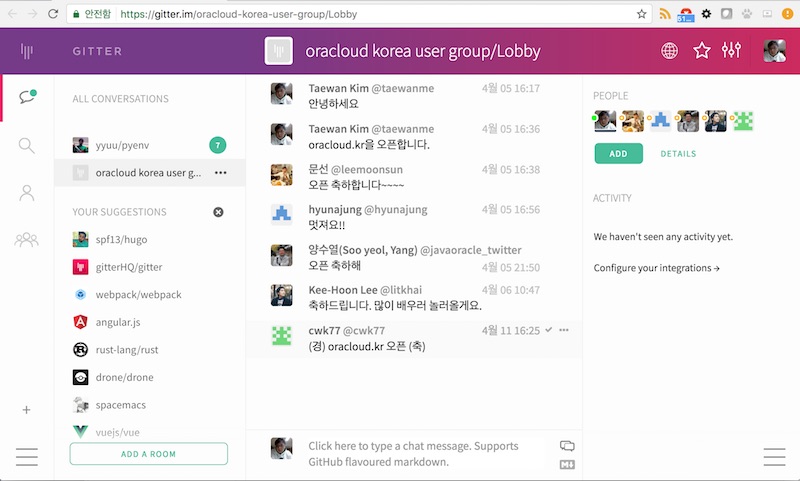 안전함 https://gitter.im/oracloud-korea-user-group/Lobby
GITTER
oracloud korea user group/Lobby
ALL CONVERSATIONS
yyuu/pyenv 7
oracloud korea user g... •••
YOUR SUGGESTIONS
spf13/hugo
gitterHQ/gitter
webpack/webpack
angular.js
rust-lang/rust
drone/drone
spacemacs
vuejs/vue
ADD A ROOM
Taewan Kim @taewanme 4월 05 16:17
안녕하세요
Taewan Kim @taewanme 4월 05 16:36
oracloud.kr을 오픈합니다.
문선 @leemoonsun 4월 05 16:38
오픈 축하합니다~~~~
hyunajung @hyunajung 4월 05 16:56
멋져요!!
양수열(Soo yeol, Yang) @javaoracle_twitter
오픈 축하해 4월 05 21:50
Kee-Hoon Lee @litkhai 4월 06 10:47
축하드립니다. 많이 배우러 놀러올게요.
cwk77 @cwk77 4월 11 16:25 •••
(경) oracloud.kr 오픈 (축)
Click here to type a chat message. Supports
GitHub flavoured markdown.
PEOPLE
ADD DETAILS
ACTIVITY
We haven't seen any activity yet.
Configure your integrations →